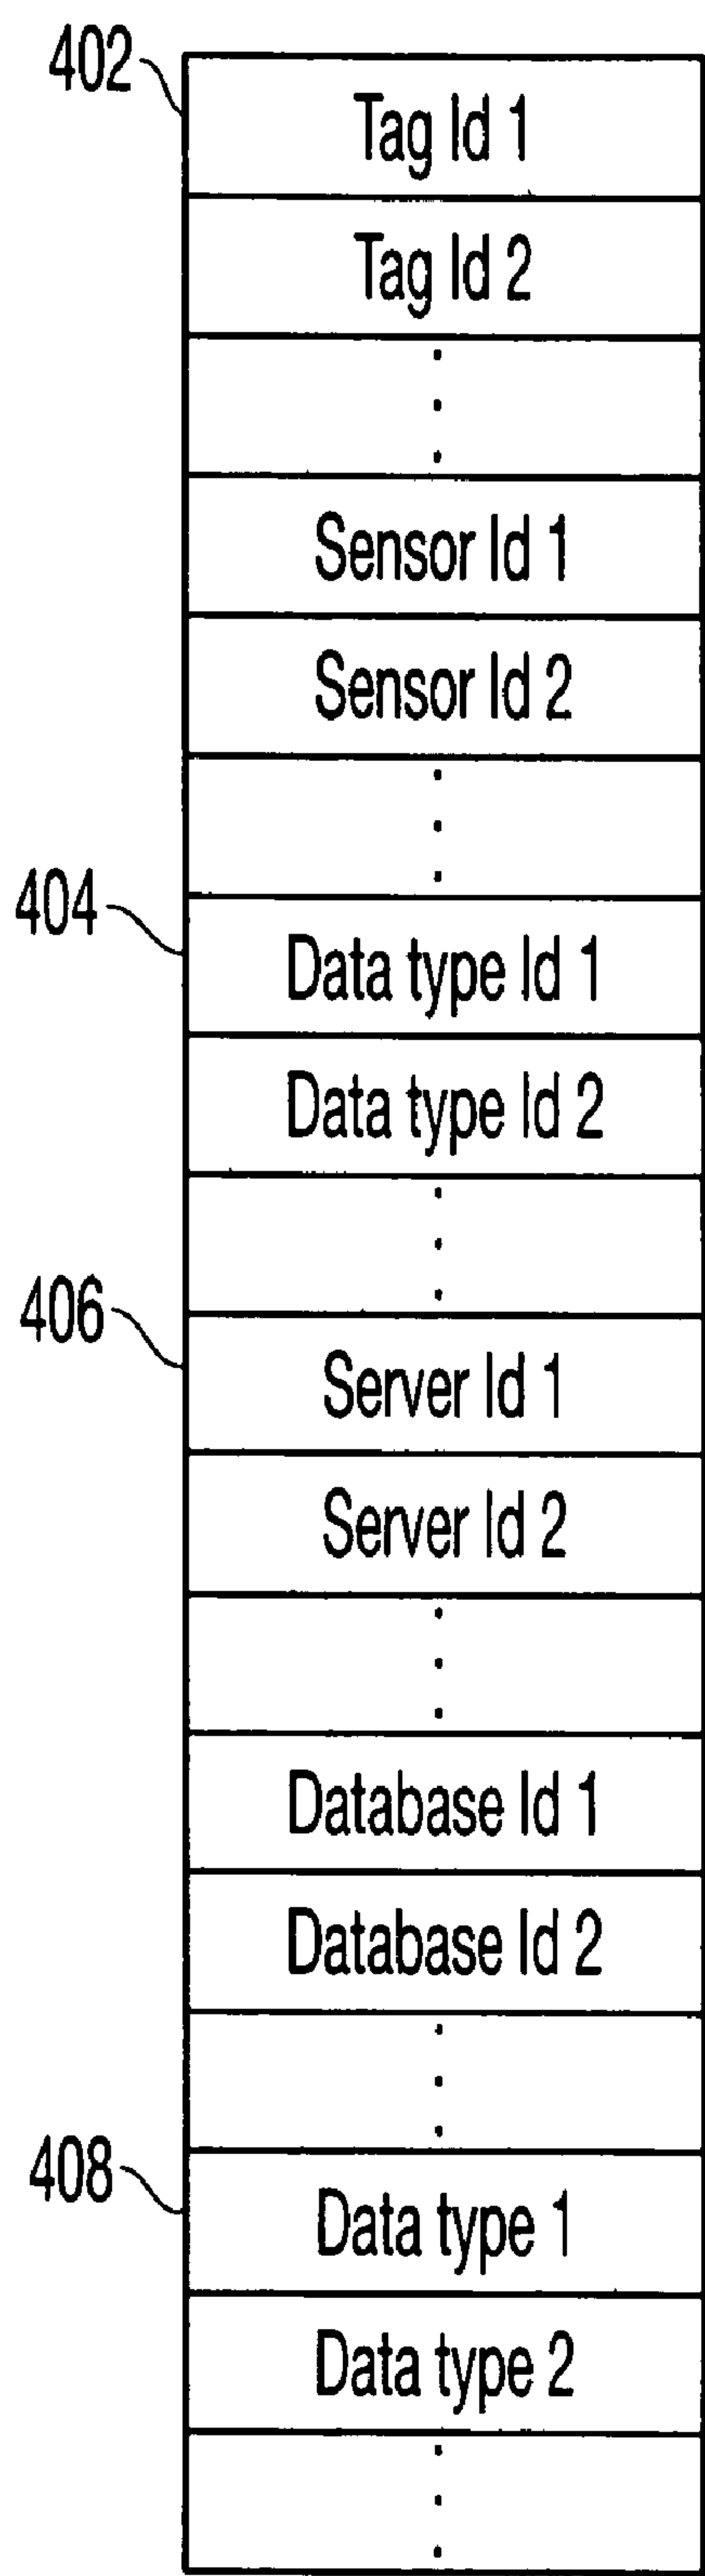 402
Tag Id 1
Tag Id 2
Sensor Id 1
Sensor Id 2
404
Data type Id 1
Data type Id 2
406
Server Id 1
Server Id 2
Database Id 1
Database Id 2
408
Data type 1
Data type 2